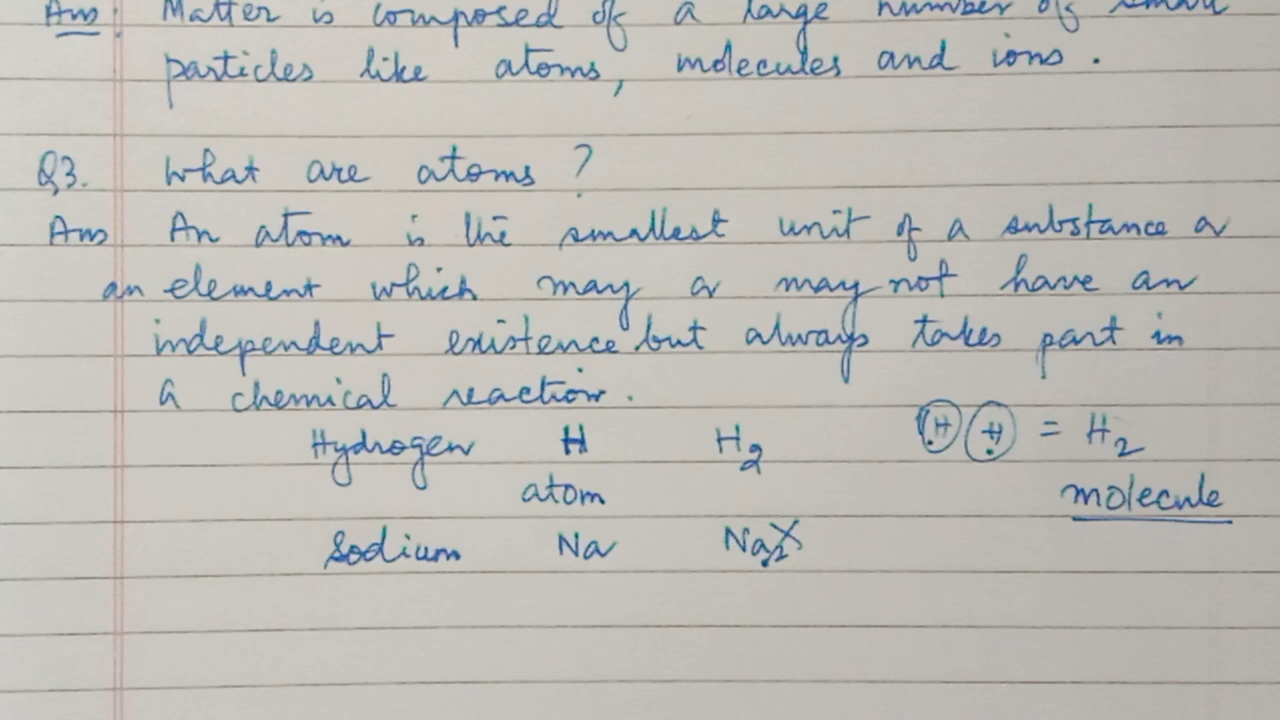 Ans: Matter is composed of a large number of small
particles like atoms, molecules and ions.
Q3. What are atoms ?
Ans An atom is the smallest unit of a substance or
an element which may or may not have an
independent existence but always takes part in
a chemical reaction.
Hydrogen H H2 H H = H2
atom molecule
Sodium Na Na2 X